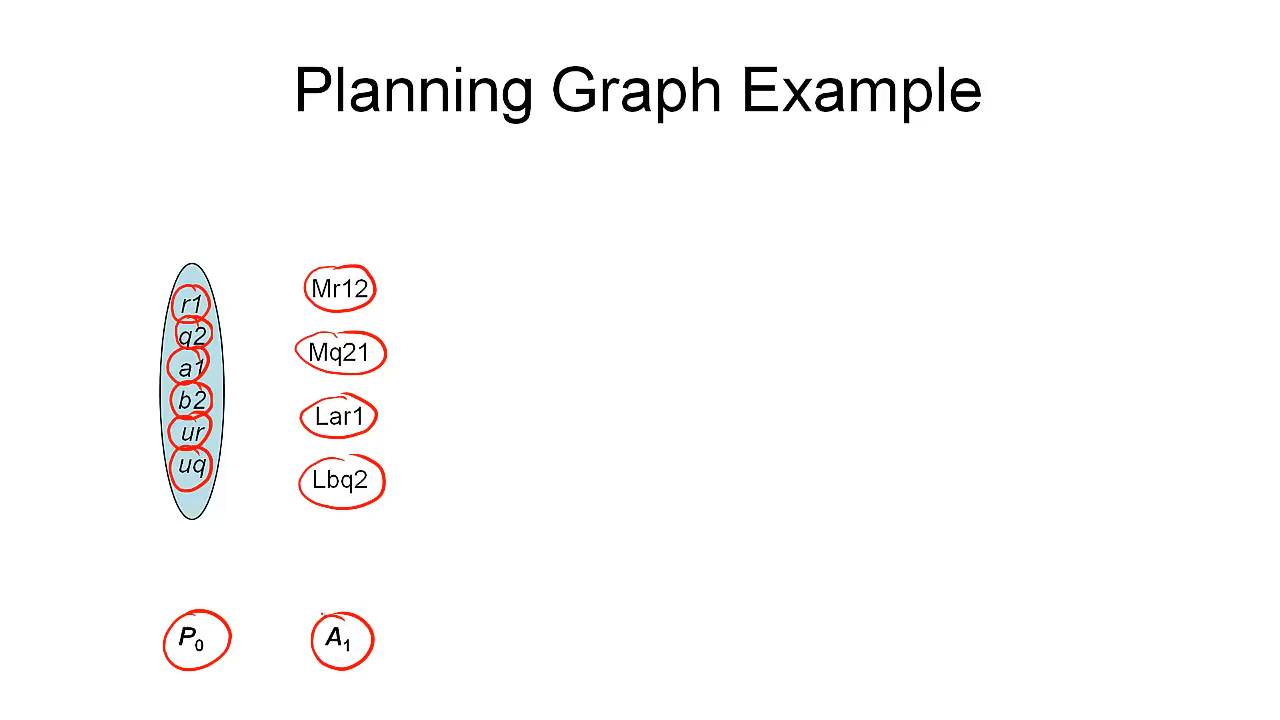 Planning Graph Example
r1
q2
a1
b2
ur
uq
Mr12
Mq21
Lar1
Lbq2
P0
A1